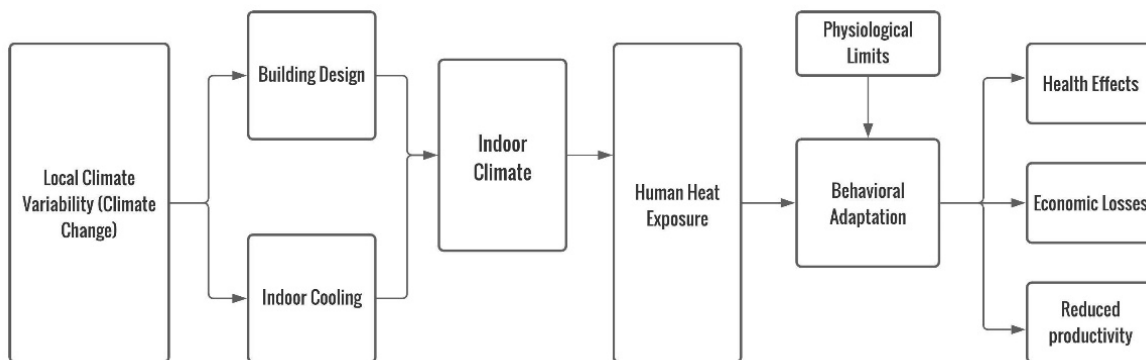 Local Climate
Variability (Climate
Change)
Building Design
Indoor Cooling
Indoor
Climate
Human Heat
Exposure
Physiological
Limits
Behavioral
Adaptation
Health Effects
Economic Losses
Reduced
productivity